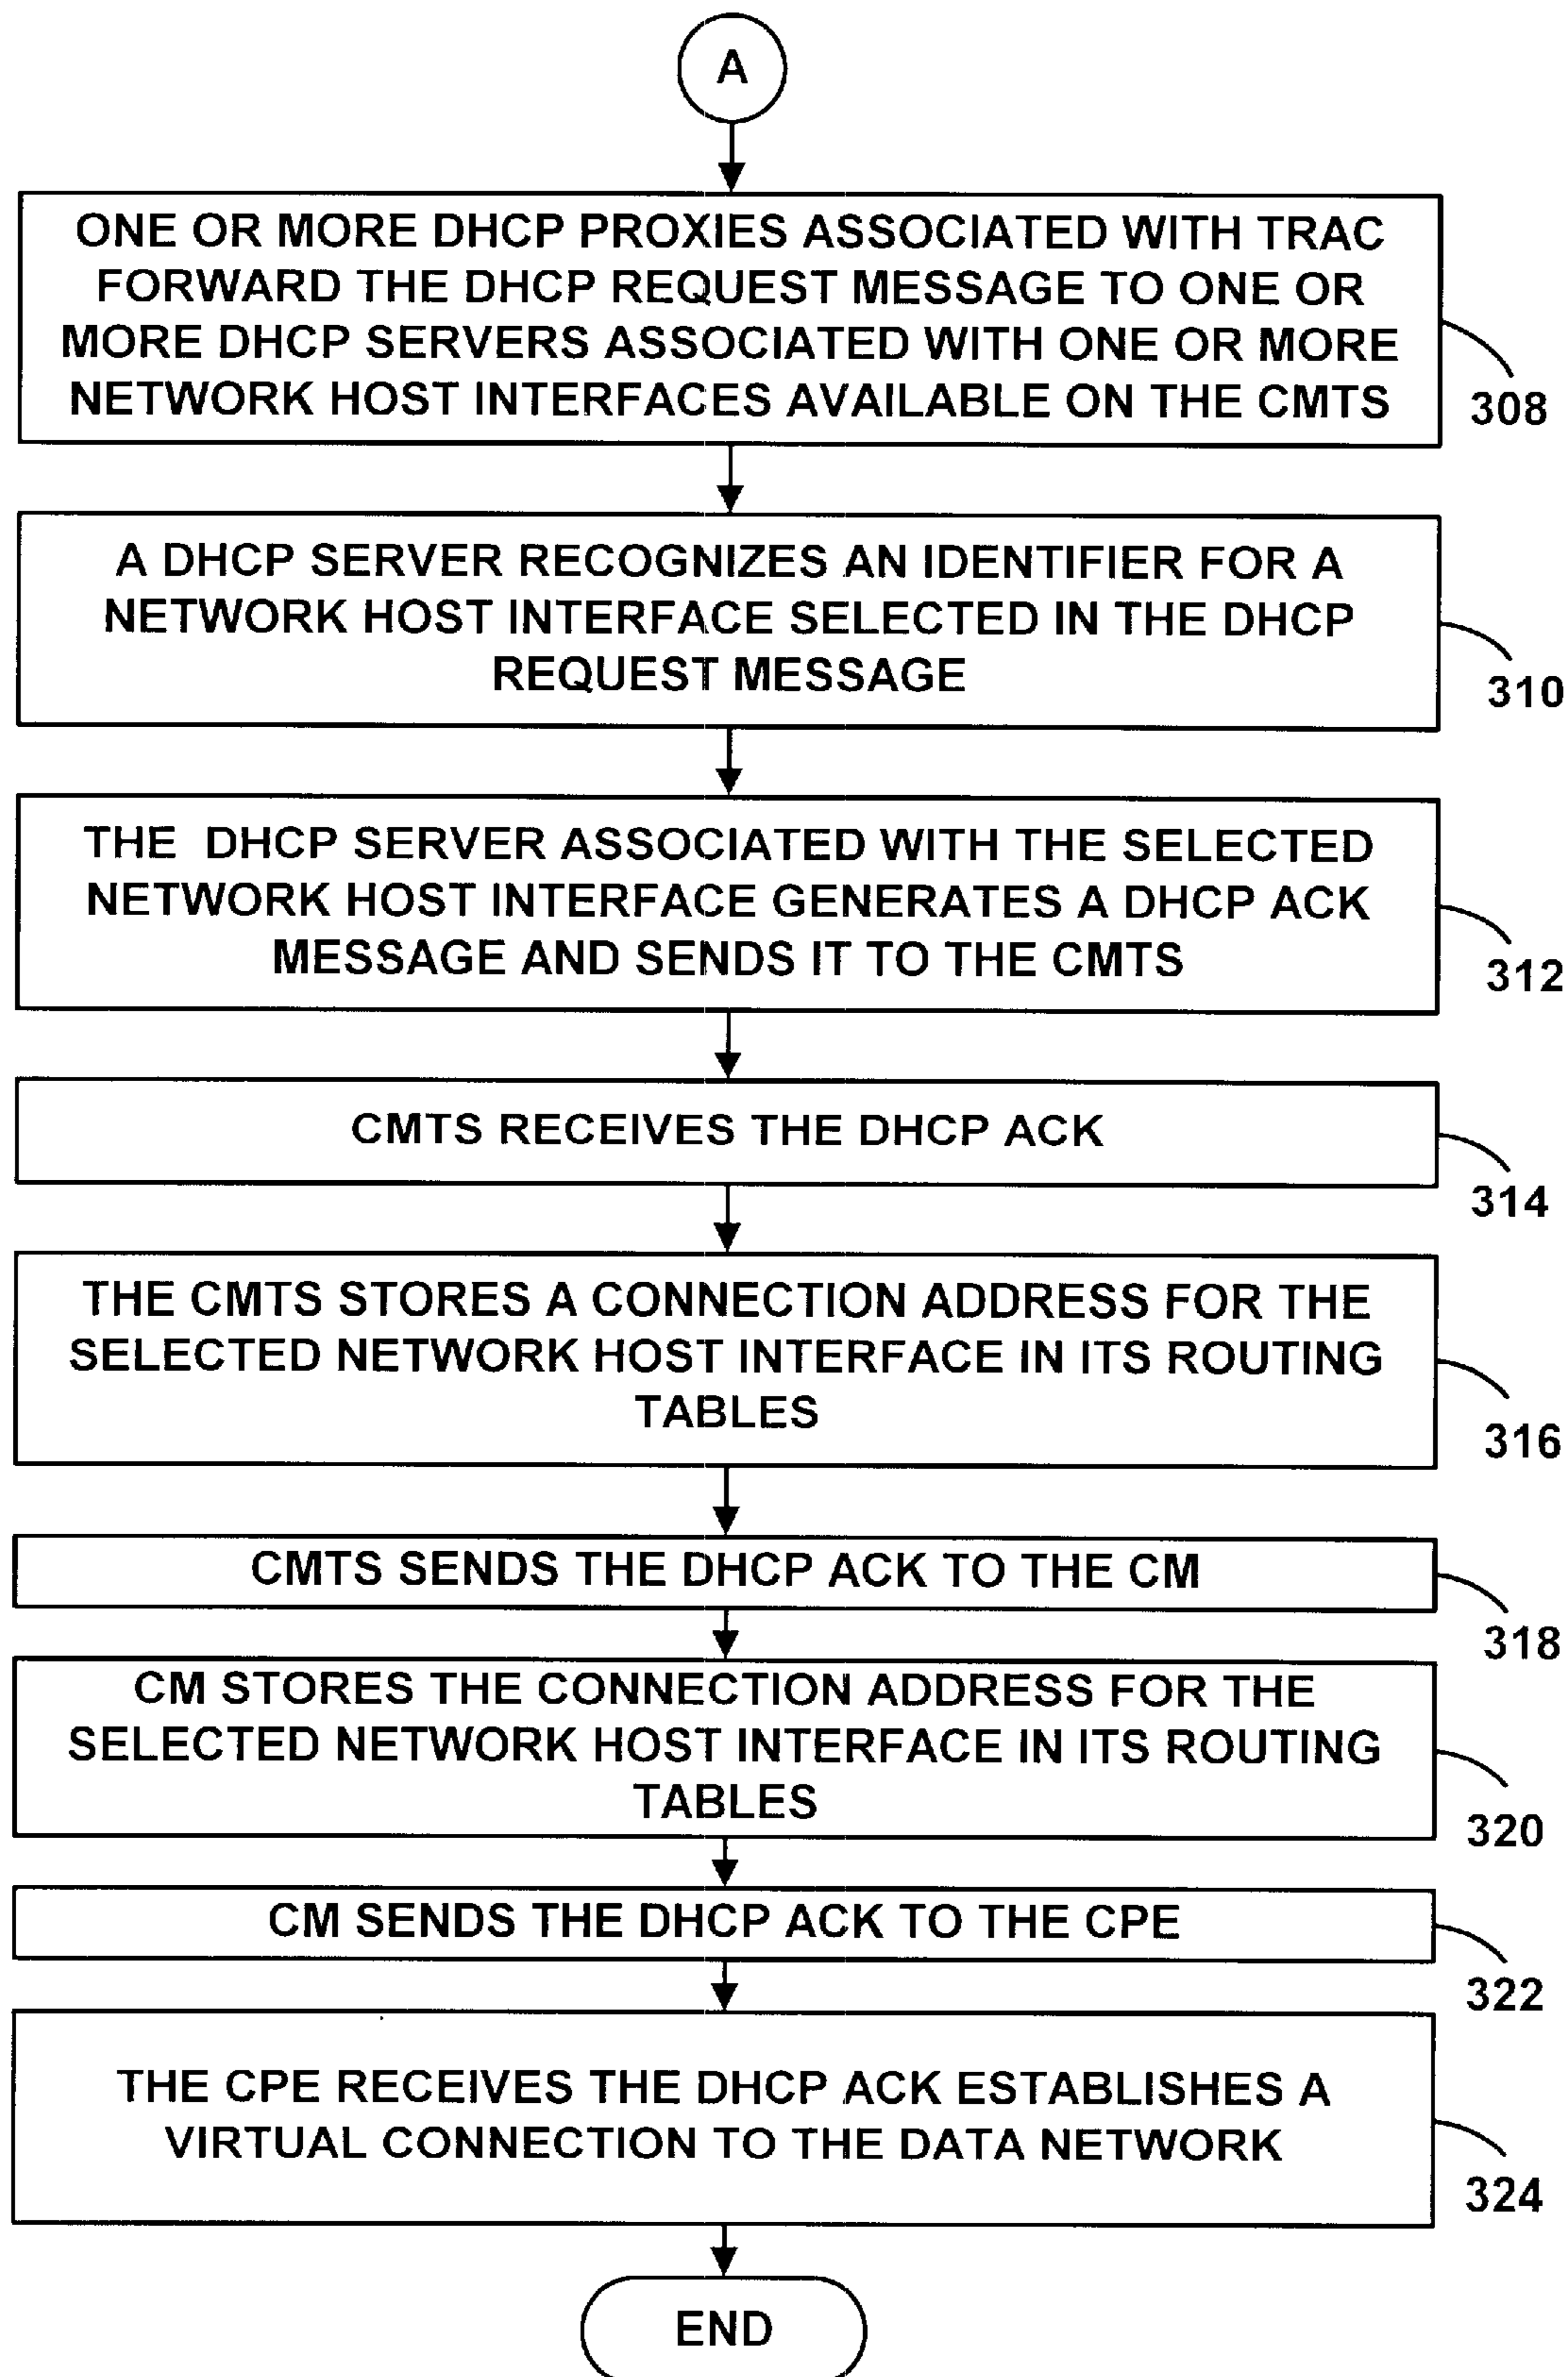 A
ONE OR MORE DHCP PROXIES ASSOCIATED WITH TRAC
FORWARD THE DHCP REQUEST MESSAGE TO ONE OR
MORE DHCP SERVERS ASSOCIATED WITH ONE OR MORE
NETWORK HOST INTERFACES AVAILABLE ON THE CMTS
308
A DHCP SERVER RECOGNIZES AN IDENTIFIER FOR A
NETWORK HOST INTERFACE SELECTED IN THE DHCP
REQUEST MESSAGE
310
THE DHCP SERVER ASSOCIATED WITH THE SELECTED
NETWORK HOST INTERFACE GENERATES A DHCP ACK
MESSAGE AND SENDS IT TO THE CMTS
312
CMTS RECEIVES THE DHCP ACK
314
THE CMTS STORES A CONNECTION ADDRESS FOR THE
SELECTED NETWORK HOST INTERFACE IN ITS ROUTING
TABLES
316
CMTS SENDS THE DHCP ACK TO THE CM
318
CM STORES THE CONNECTION ADDRESS FOR THE
SELECTED NETWORK HOST INTERFACE IN ITS ROUTING
TABLES
320
CM SENDS THE DHCP ACK TO THE CPE
322
THE CPE RECEIVES THE DHCP ACK ESTABLISHES A
VIRTUAL CONNECTION TO THE DATA NETWORK
324
END